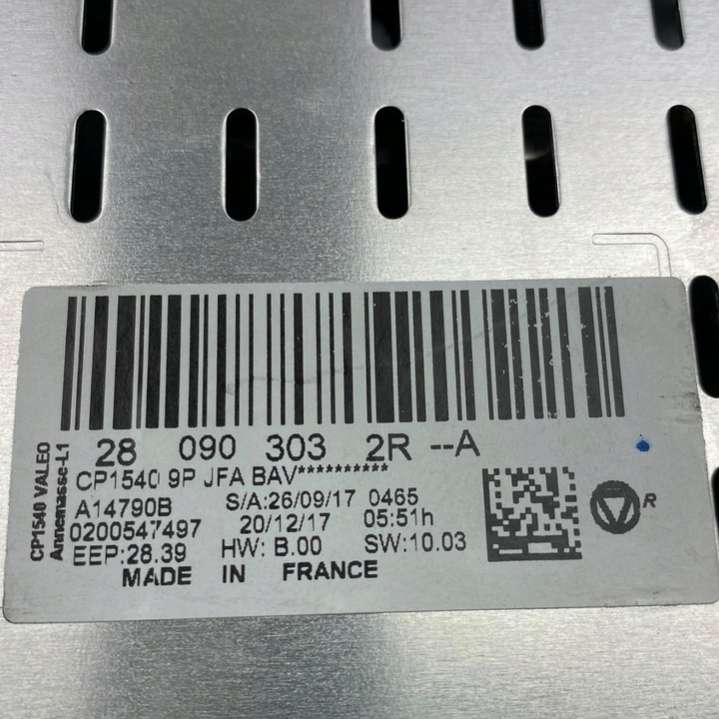 CP1540 VALEO
Annemasse-L1
28 090 303 2R --A
CP1540 9P JFA BAV**********
A14790B S/A:26/09/17 0465
0200547497 20/12/17 05:51h
EEP:28.39 HW: B.00 SW:10.03
MADE IN FRANCE
V R